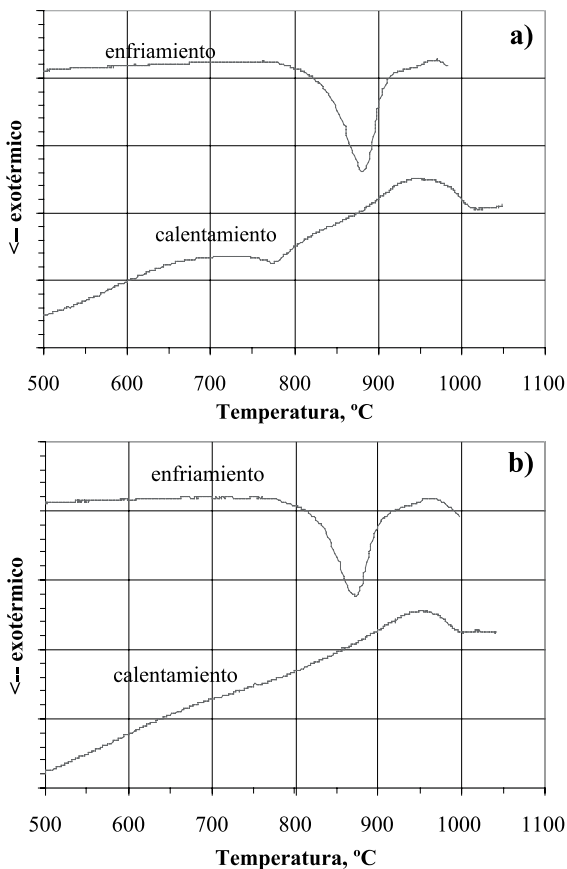 a)
enfriamiento
calentamiento
<-- exotérmico
500 600 700 800 900 1000 1100
Temperatura, ºC
b)
enfriamiento
calentamiento
<-- exotérmico
500 600 700 800 900 1000 1100
Temperatura, ºC